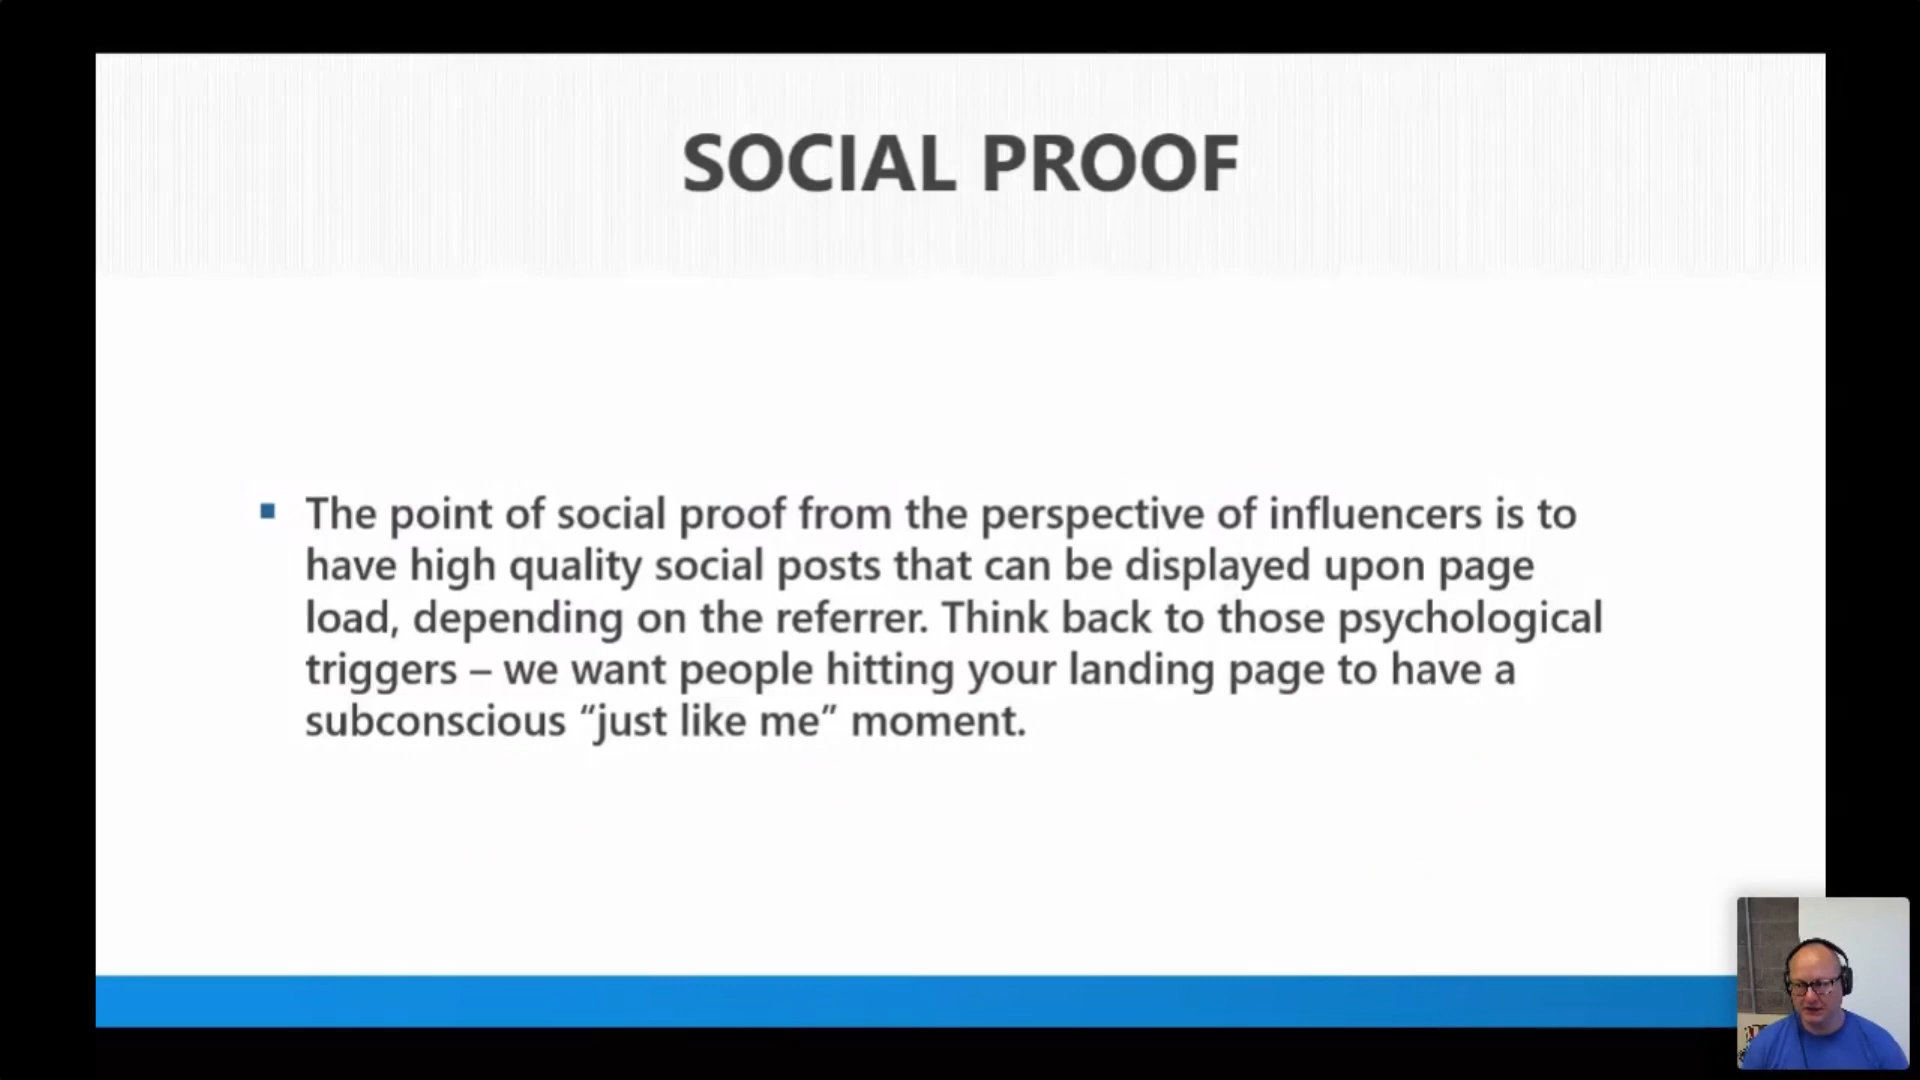 SOCIAL PROOF
The point of social proof from the perspective of influencers is to
have high quality social posts that can be displayed upon page
load, depending on the referrer. Think back to those psychological
triggers – we want people hitting your landing page to have a
subconscious “just like me” moment.